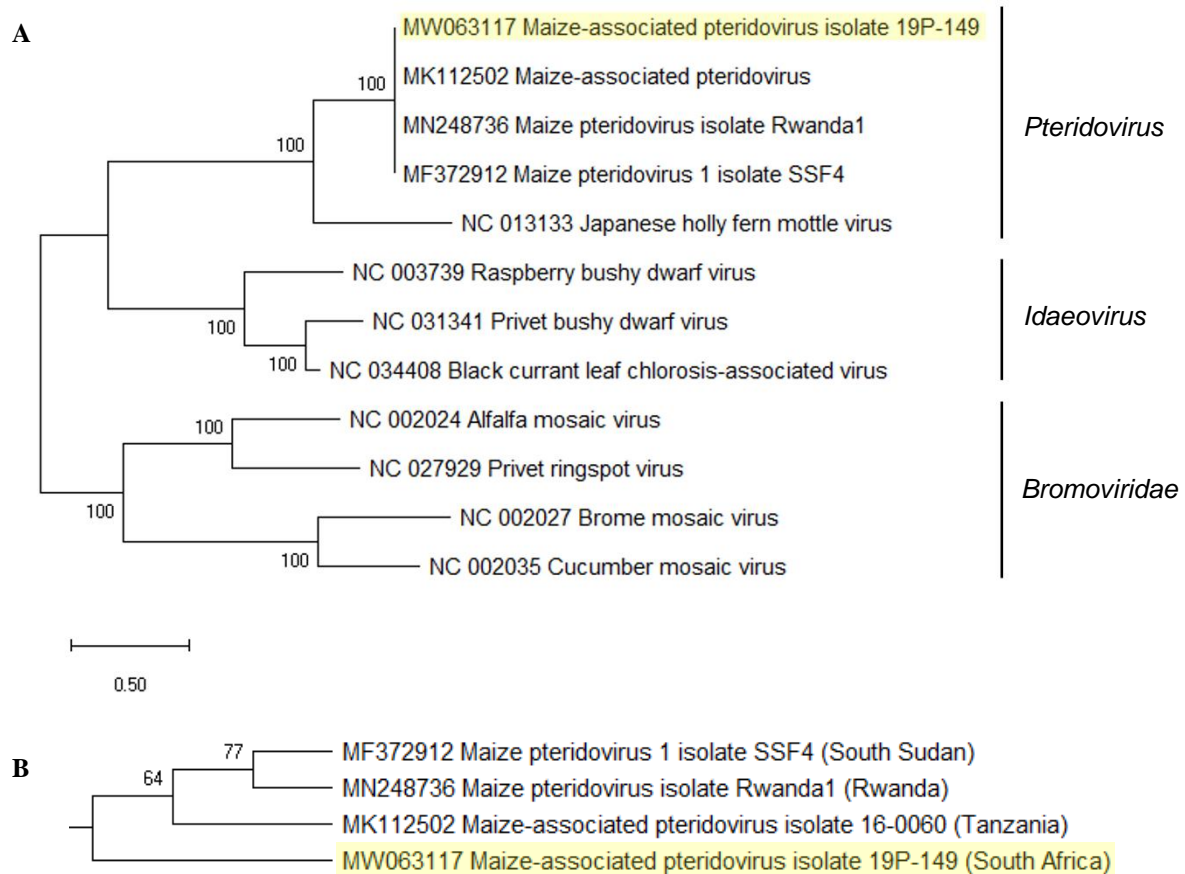 A
MW063117 Maize-associated pteridovirus isolate 19P-149
100
MK112502 Maize-associated pteridovirus
100
MN248736 Maize pteridovirus isolate Rwanda1
Pteridovirus
MF372912 Maize pteridovirus 1 isolate SSF4
NC 013133 Japanese holly fern mottle virus
NC 003739 Raspberry bushy dwarf virus
100
NC 031341 Privet bushy dwarf virus
Idaeovirus
100
NC 034408 Black currant leaf chlorosis-associated virus
NC 002024 Alfalfa mosaic virus
100
NC 027929 Privet ringspot virus
Bromoviridae
100
NC 002027 Brome mosaic virus
100
NC 002035 Cucumber mosaic virus
0.50
B
77
MF372912 Maize pteridovirus 1 isolate SSF4 (South Sudan)
64
MN248736 Maize pteridovirus isolate Rwanda1 (Rwanda)
MK112502 Maize-associated pteridovirus isolate 16-0060 (Tanzania)
MW063117 Maize-associated pteridovirus isolate 19P-149 (South Africa)